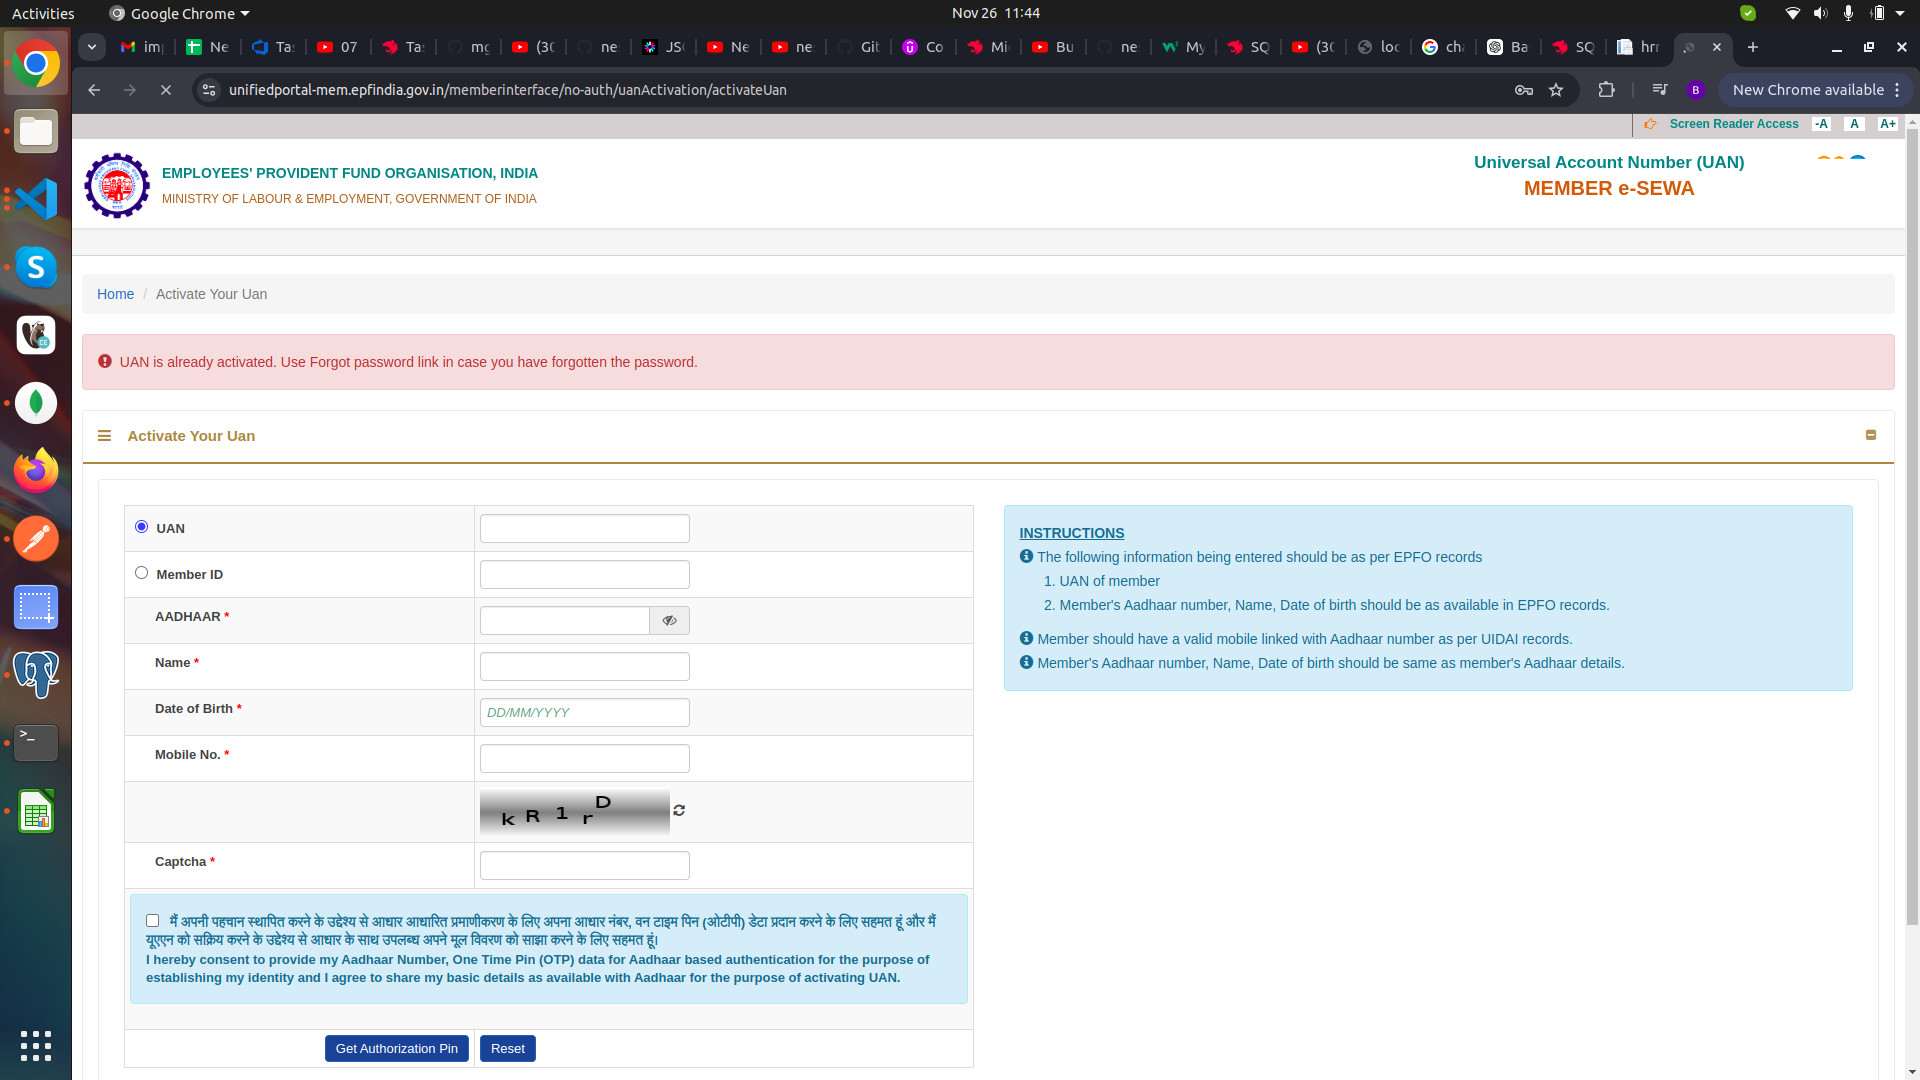 Activities
Google Chrome
Nov 26 11:44
im
Ne
Ta
07
Ta
mg
(30
ne
JS
Ne
ne
Git
Co
Mi
Bu
ne
My
SQ
(30
loc
ch
Ba
SQ
hrr
unifiedportal-mem.epfindia.gov.in/memberinterface/no-auth/uanActivation/activateUan
B
New Chrome available
Screen Reader Access -A A A+
EMPLOYEES' PROVIDENT FUND ORGANISATION, INDIA
MINISTRY OF LABOUR & EMPLOYMENT, GOVERNMENT OF INDIA
Universal Account Number (UAN)
MEMBER e-SEWA
Home / Activate Your Uan
UAN is already activated. Use Forgot password link in case you have forgotten the password.
Activate Your Uan
UAN
Member ID
AADHAAR *
Name *
Date of Birth *
DD/MM/YYYY
Mobile No. *
k R 1 r D
Captcha *
मैं अपनी पहचान स्थापित करने के उद्देश्य से आधार आधारित प्रमाणीकरण के लिए अपना आधार नंबर, वन टाइम पिन (ओटीपी) डेटा प्रदान करने के लिए सहमत हूं और मैं
यूएएन को सक्रिय करने के उद्देश्य से आधार के साथ उपलब्ध अपने मूल विवरण को साझा करने के लिए सहमत हूं।
I hereby consent to provide my Aadhaar Number, One Time Pin (OTP) data for Aadhaar based authentication for the purpose of
establishing my identity and I agree to share my basic details as available with Aadhaar for the purpose of activating UAN.
Get Authorization Pin
Reset
INSTRUCTIONS
The following information being entered should be as per EPFO records
1. UAN of member
2. Member's Aadhaar number, Name, Date of birth should be as available in EPFO records.
Member should have a valid mobile linked with Aadhaar number as per UIDAI records.
Member's Aadhaar number, Name, Date of birth should be same as member's Aadhaar details.